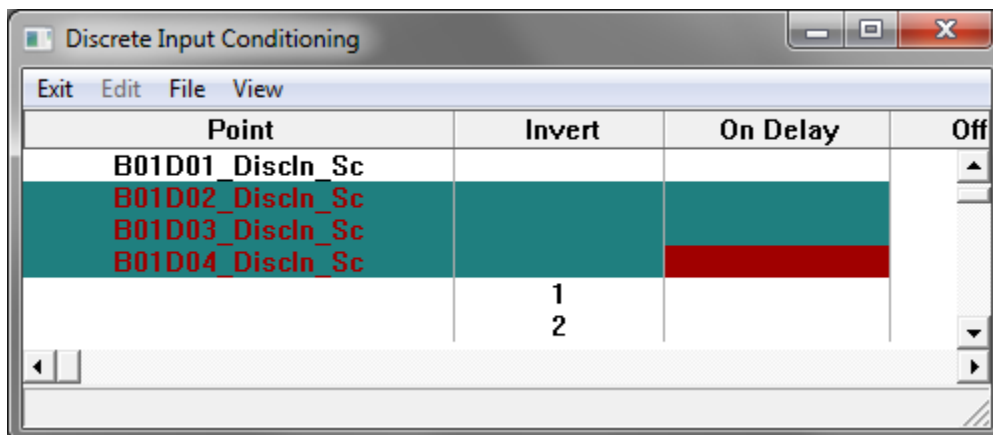 Discrete Input Conditioning
Exit Edit File View
Point Invert On Delay Off
B01D01_DiscIn_Sc
B01D02_DiscIn_Sc
B01D03_DiscIn_Sc
B01D04_DiscIn_Sc
1
2